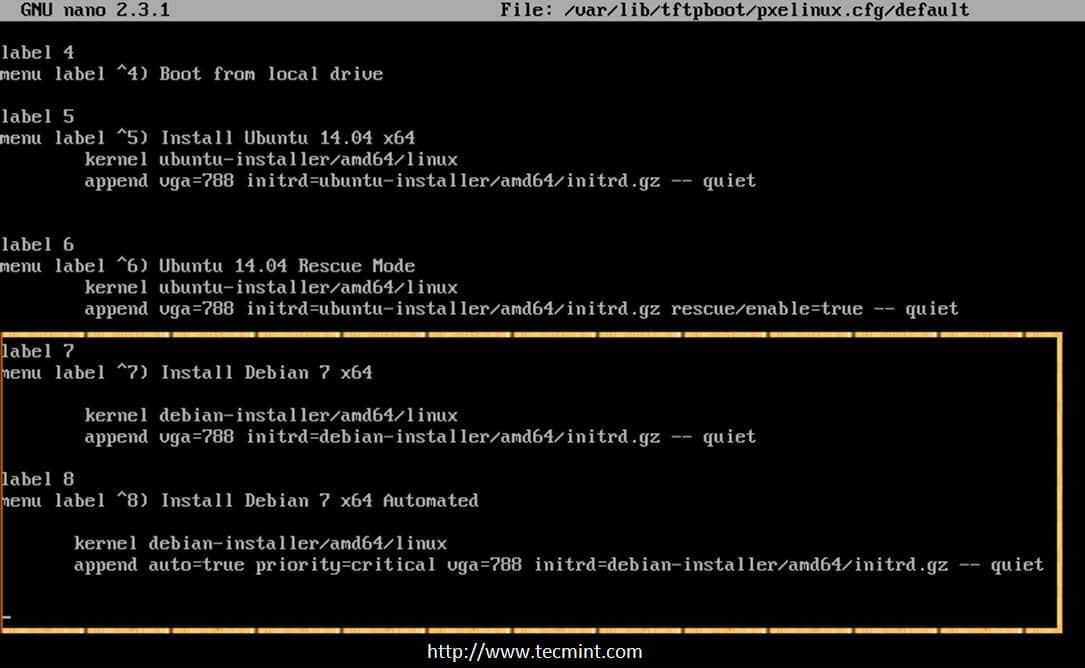 GNU nano 2.3.1 File: /var/lib/tftpboot/pxelinux.cfg/default
label 4
menu label ^4) Boot from local drive
label 5
menu label ^5) Install Ubuntu 14.04 x64
kernel ubuntu-installer/amd64/linux
append vga=788 initrd=ubuntu-installer/amd64/initrd.gz -- quiet
label 6
menu label ^6) Ubuntu 14.04 Rescue Mode
kernel ubuntu-installer/amd64/linux
append vga=788 initrd=ubuntu-installer/amd64/initrd.gz rescue/enable=true -- quiet
label 7
menu label ^7) Install Debian 7 x64
kernel debian-installer/amd64/linux
append vga=788 initrd=debian-installer/amd64/initrd.gz -- quiet
label 8
menu label ^8) Install Debian 7 x64 Automated
kernel debian-installer/amd64/linux
append auto=true priority=critical vga=788 initrd=debian-installer/amd64/initrd.gz -- quiet
http://www.tecmint.com